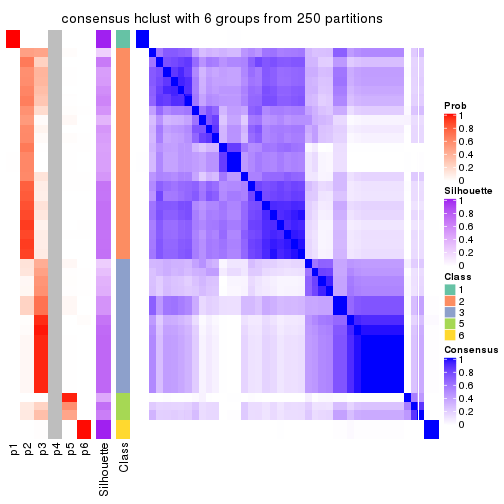 consensus hclust with 6 groups from 250 partitions
Prob
1
0.8
0.6
0.4
0.2
0
Silhouette
1
0.8
0.6
0.4
0.2
0
Class
1
2
3
5
6
Consensus
1
0.8
0.6
0.4
0.2
0
p1
p2
p3
p4
p5
p6
Silhouette
Class